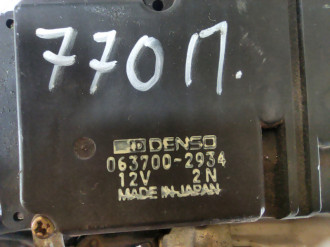 770П.
DENSO
063700-2934
12V 2N
MADE IN JAPAN